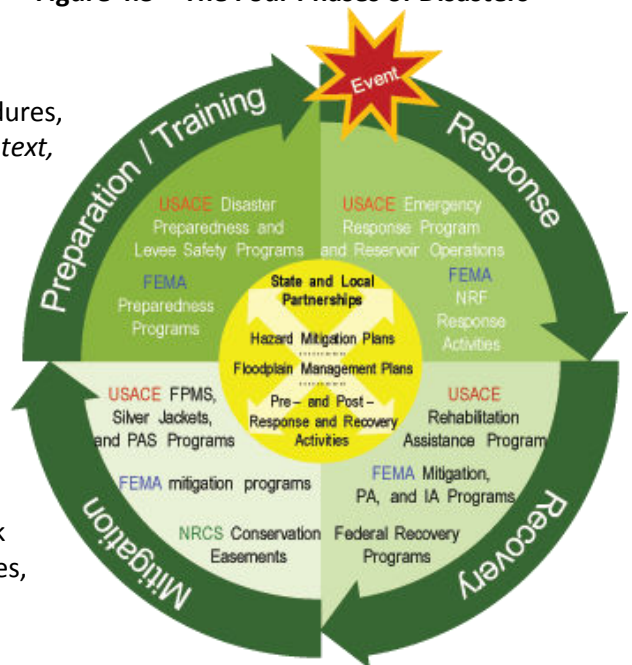 The Four Phases of Disasters
dures,
text,
Event
Preparation / Training
Response
USACE Disaster
Preparedness and
Levee Safety Programs
FEMA
Preparedness
Programs
USACE Emergency
Response Program
and Reservoir Operations
FEMA
NRF
Response
Activities
State and Local
Partnerships
Hazard Mitigation Plans
Floodplain Management Plans
Pre – and Post –
Response and Recovery
Activities
USACE FPMS,
Silver Jackets,
and PAS Programs
FEMA mitigation programs
NRCS Conservation
Easements
USACE
Rehabilitation
Assistance Program
FEMA Mitigation,
PA, and IA Programs
Federal Recovery
Programs
Mitigation
Recovery
k
es,